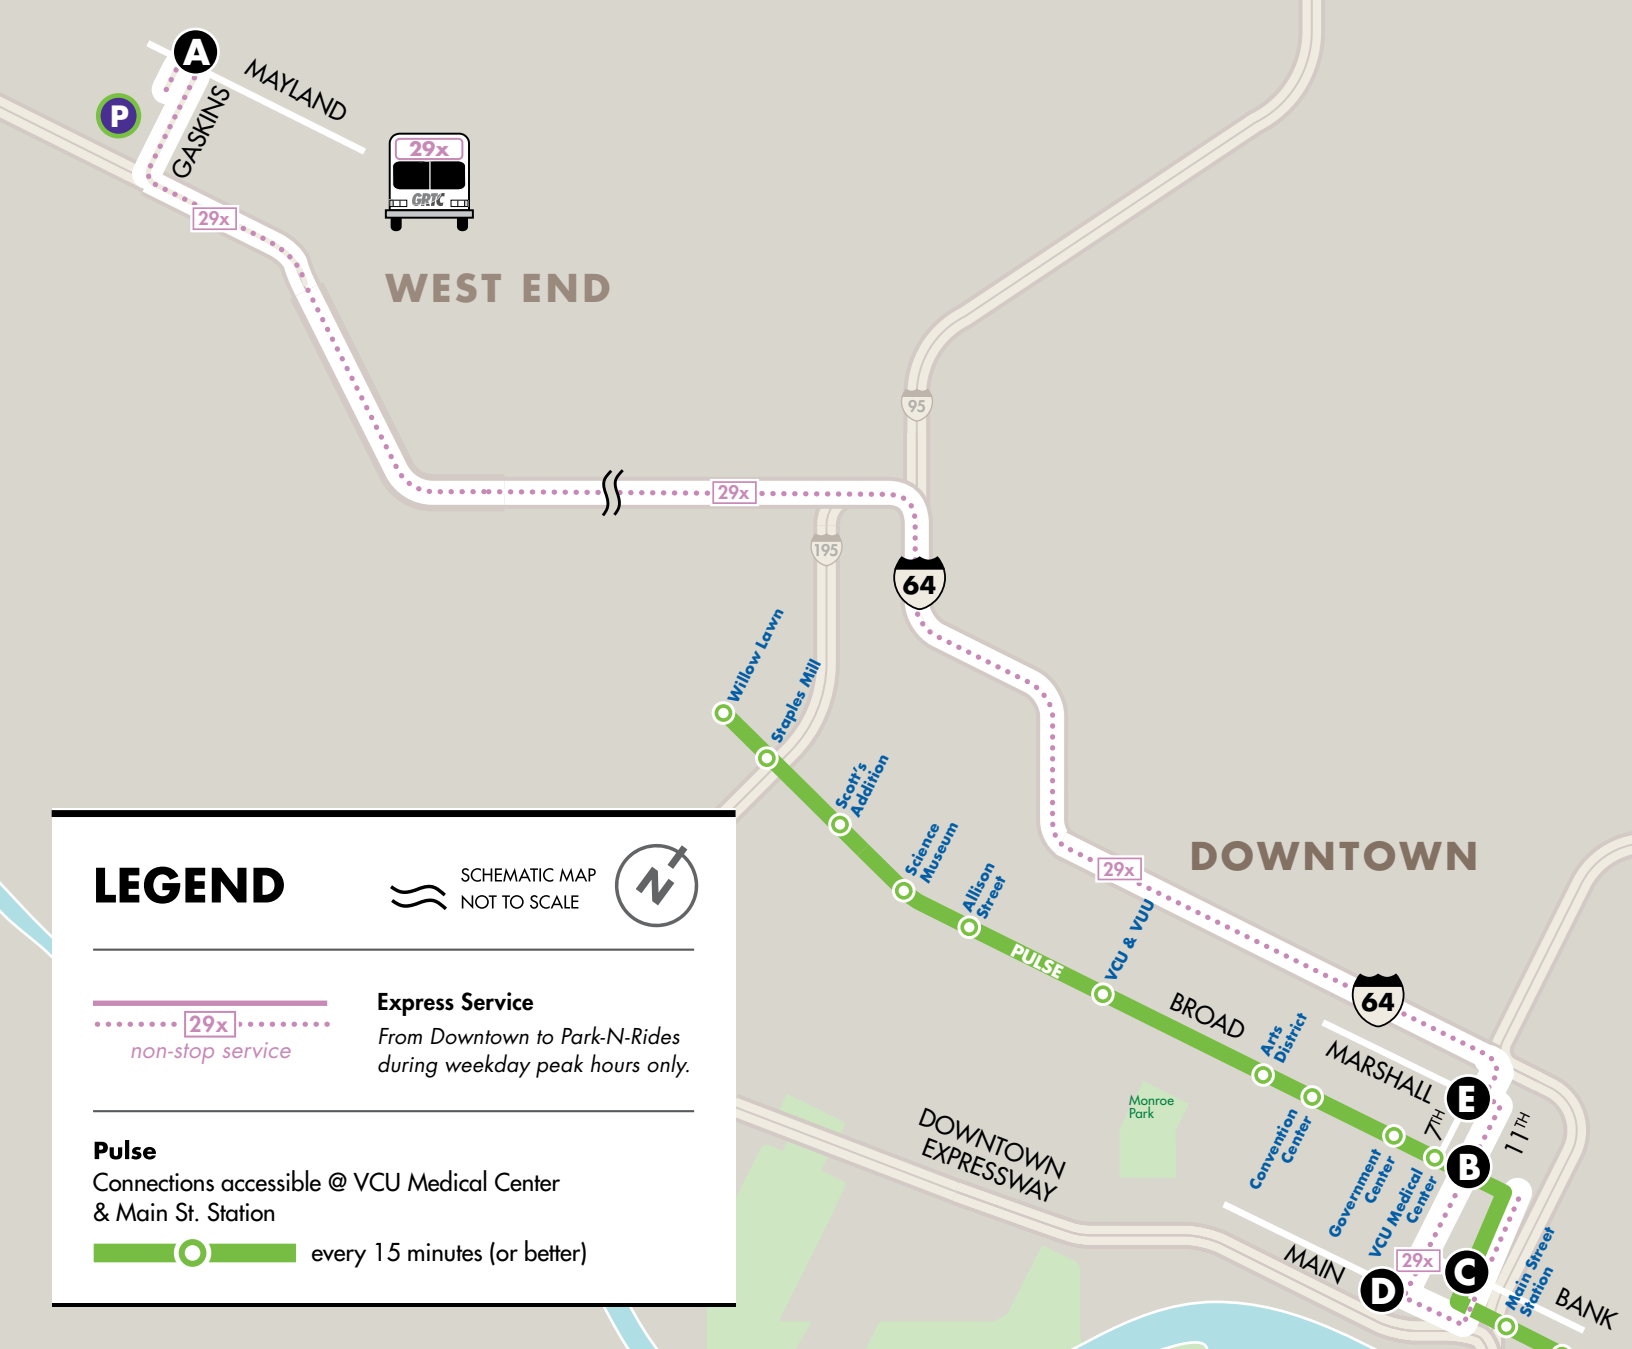 A
MAYLAND
P
GASKINS
29x
GRTC
29x
WEST END
95
29x
195
64
Willow Lawn
Staples Mill
Scott's
Addition
Science
Museum
Allison
Street
29x
DOWNTOWN
VCU & VUU
PULSE
BROAD
64
Arts
District
MARSHALL
E
7TH
11TH
Monroe
Park
DOWNTOWN
EXPRESSWAY
Convention
Center
Government
Center
VCU Medical
Center
B
MAIN
29x
C
D
Main Street
Station
BANK
LEGEND
SCHEMATIC MAP
NOT TO SCALE
N
29x
non-stop service
Express Service
From Downtown to Park-N-Rides
during weekday peak hours only.
Pulse
Connections accessible @ VCU Medical Center
& Main St. Station
every 15 minutes (or better)